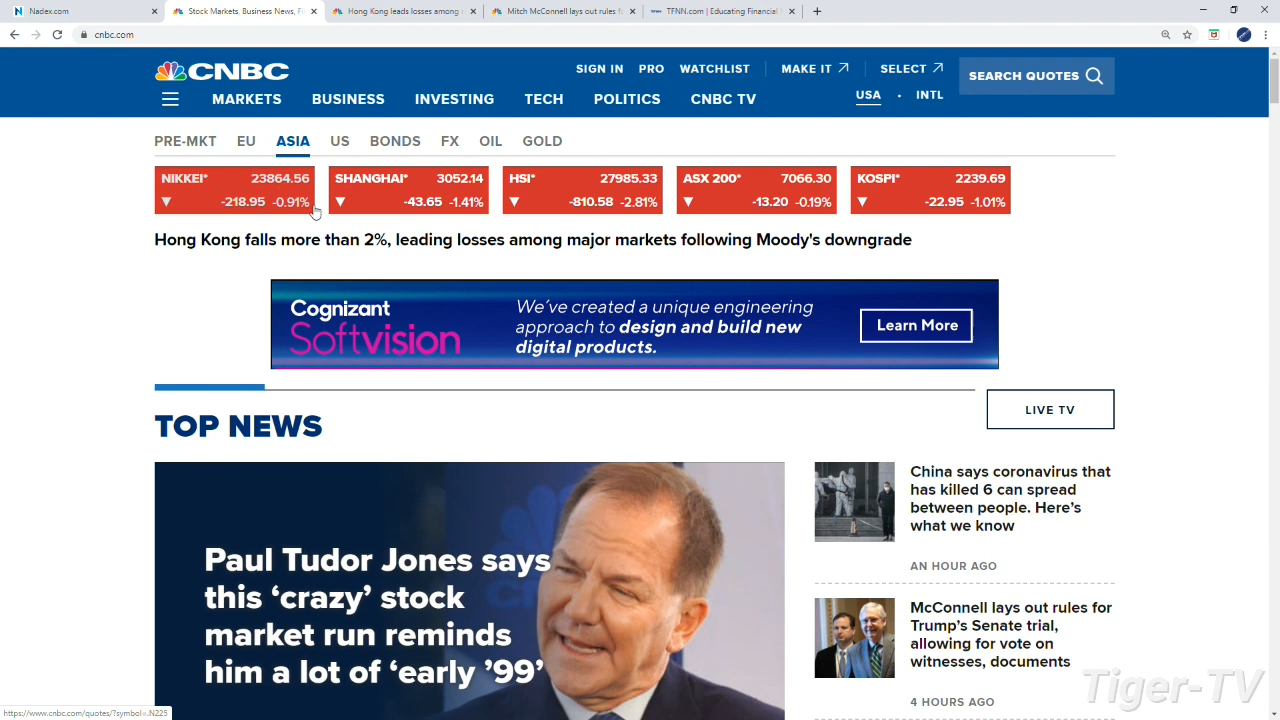 Nadex.com
Stock Markets, Business News, Fi
Hong Kong leads losses among m
Mitch McConnell lays out rules fo
TFNN.com | Educating Financial I
cnbc.com
CNBC
SIGN IN PRO WATCHLIST MAKE IT SELECT
SEARCH QUOTES
MARKETS BUSINESS INVESTING TECH POLITICS CNBC TV
USA • INTL
PRE-MKT EU ASIA US BONDS FX OIL GOLD
NIKKEI* 23864.56
▼ -218.95 -0.91%
SHANGHAI* 3052.14
▼ -43.65 -1.41%
HSI* 27985.33
▼ -810.58 -2.81%
ASX 200* 7066.30
▼ -13.20 -0.19%
KOSPI* 2239.69
▼ -22.95 -1.01%
Hong Kong falls more than 2%, leading losses among major markets following Moody's downgrade
Cognizant
Softvision
We've created a unique engineering
approach to design and build new
digital products.
Learn More
TOP NEWS
LIVE TV
Paul Tudor Jones says
this ‘crazy’ stock
market run reminds
him a lot of ‘early ’99’
China says coronavirus that
has killed 6 can spread
between people. Here’s
what we know
AN HOUR AGO
McConnell lays out rules for
Trump’s Senate trial,
allowing for vote on
witnesses, documents
4 HOURS AGO
Tiger-TV
https://www.cnbc.com/quotes/?symbol=.N225